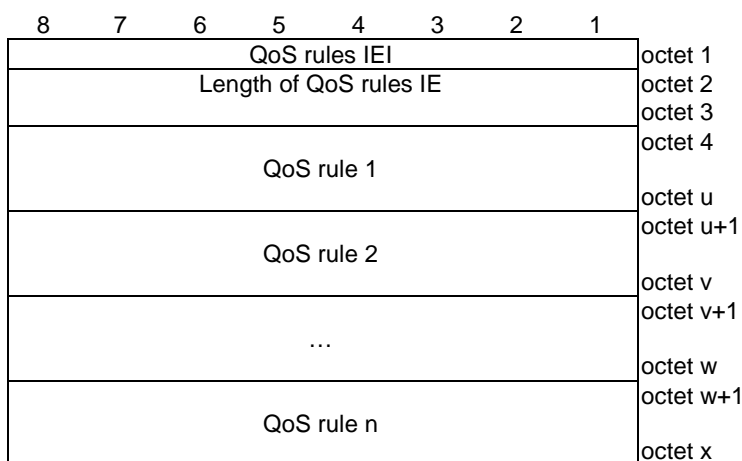 8 7 6 5 4 3 2 1
QoS rules IEI octet 1
Length of QoS rules IE octet 2
octet 3
octet 4
QoS rule 1
octet u
octet u+1
QoS rule 2
octet v
octet v+1
…
octet w
octet w+1
QoS rule n
octet x